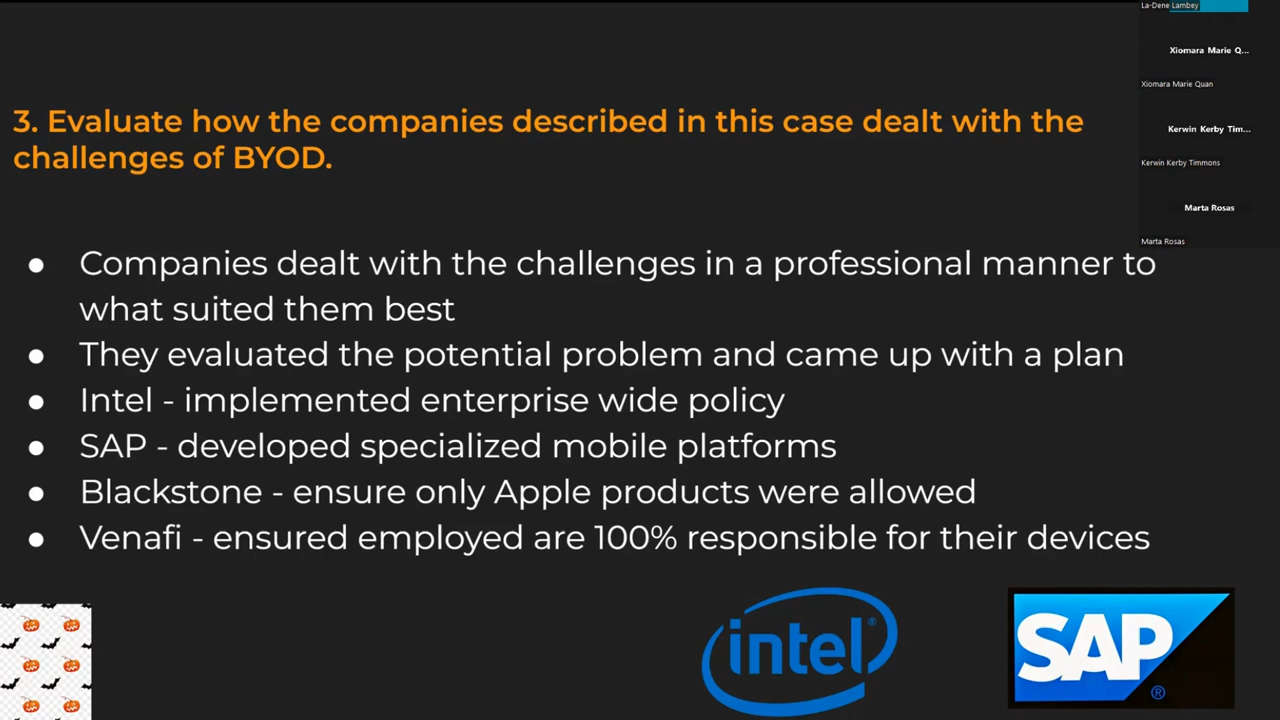 La-Dene Lambey
Xiomara Marie Q...
Xiomara Marie Quan
Kerwin Kerby Tim...
Kerwin Kerby Timmons
Marta Rosas
Marta Rosas
3. Evaluate how the companies described in this case dealt with the
challenges of BYOD.
● Companies dealt with the challenges in a professional manner to
what suited them best
● They evaluated the potential problem and came up with a plan
● Intel - implemented enterprise wide policy
● SAP - developed specialized mobile platforms
● Blackstone - ensure only Apple products were allowed
● Venafi - ensured employed are 100% responsible for their devices
intel®
SAP®